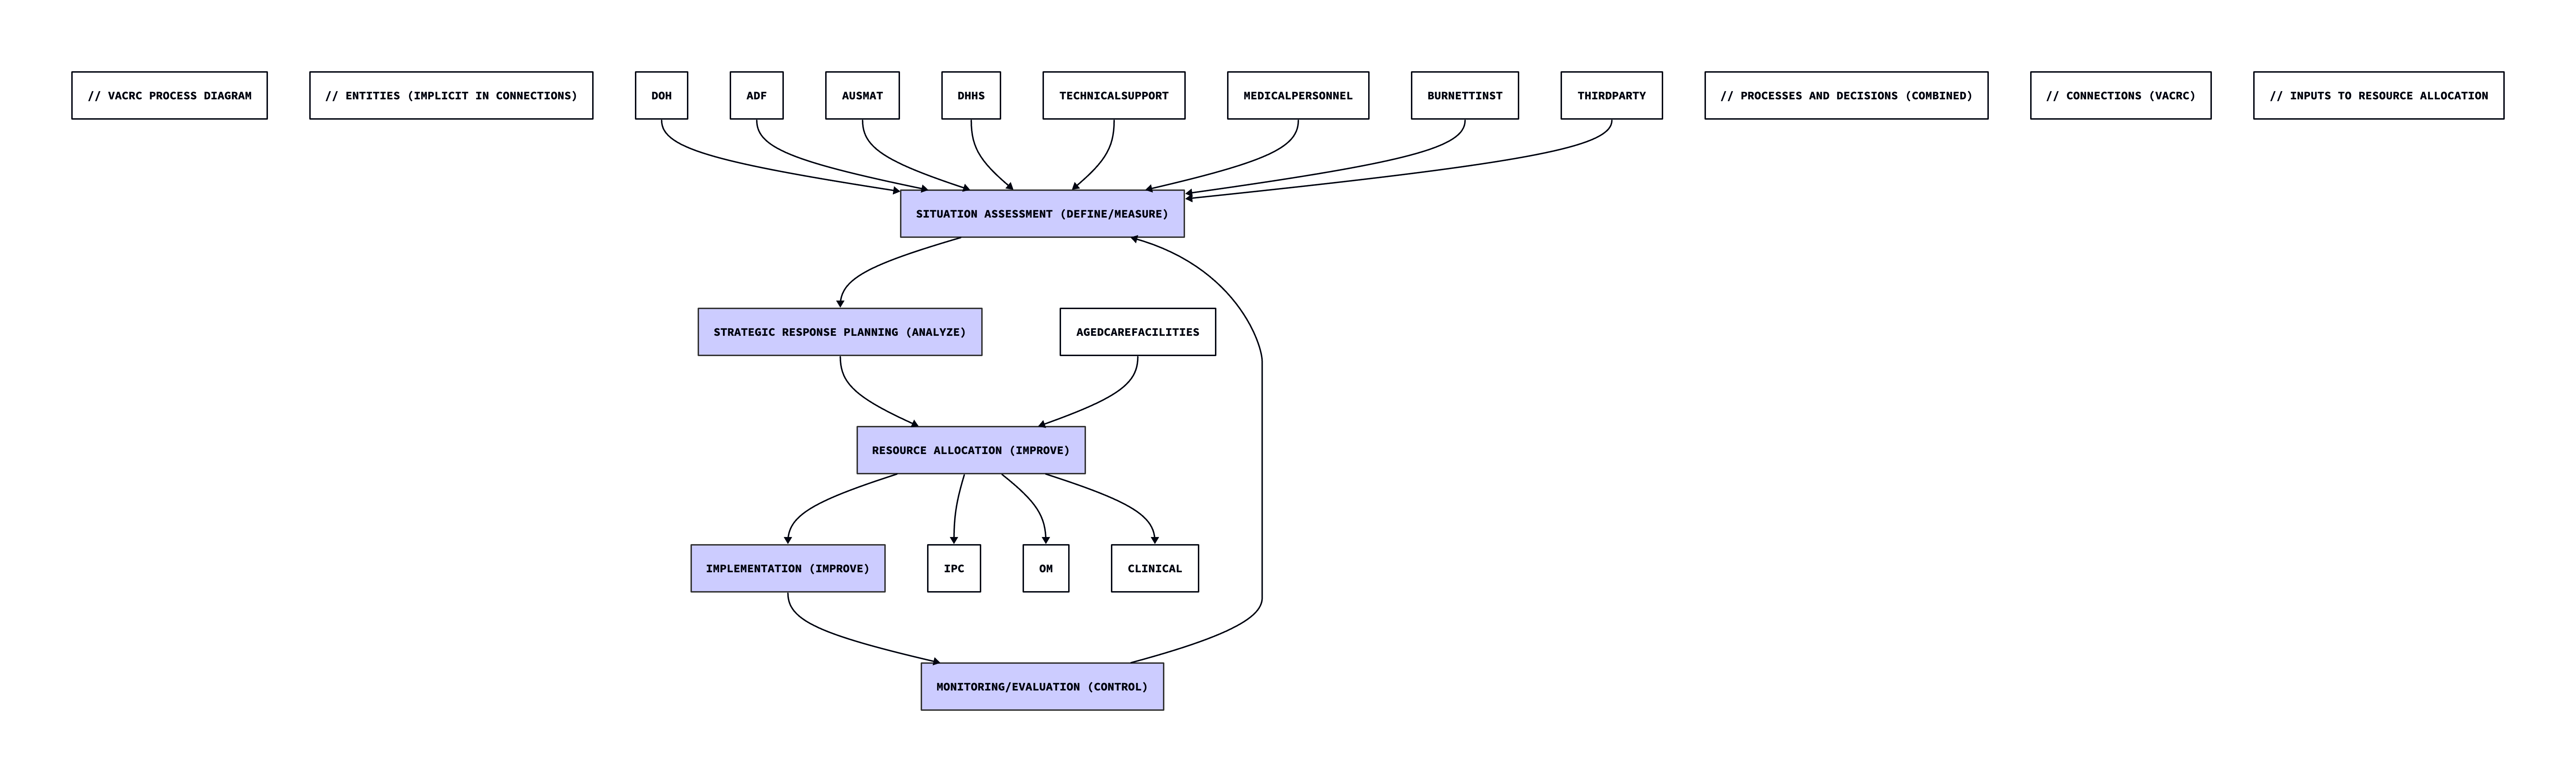 // VACRC PROCESS DIAGRAM
// ENTITIES (IMPLICIT IN CONNECTIONS)
DOH
ADF
AUSMAT
DHHS
TECHNICALSUPPORT
MEDICALPERSONNEL
BURNETTINST
THIRDPARTY
// PROCESSES AND DECISIONS (COMBINED)
// CONNECTIONS (VACRC)
// INPUTS TO RESOURCE ALLOCATION
SITUATION ASSESSMENT (DEFINE/MEASURE)
STRATEGIC RESPONSE PLANNING (ANALYZE)
AGEDCAREFACILITIES
RESOURCE ALLOCATION (IMPROVE)
IMPLEMENTATION (IMPROVE)
IPC
OM
CLINICAL
MONITORING/EVALUATION (CONTROL)